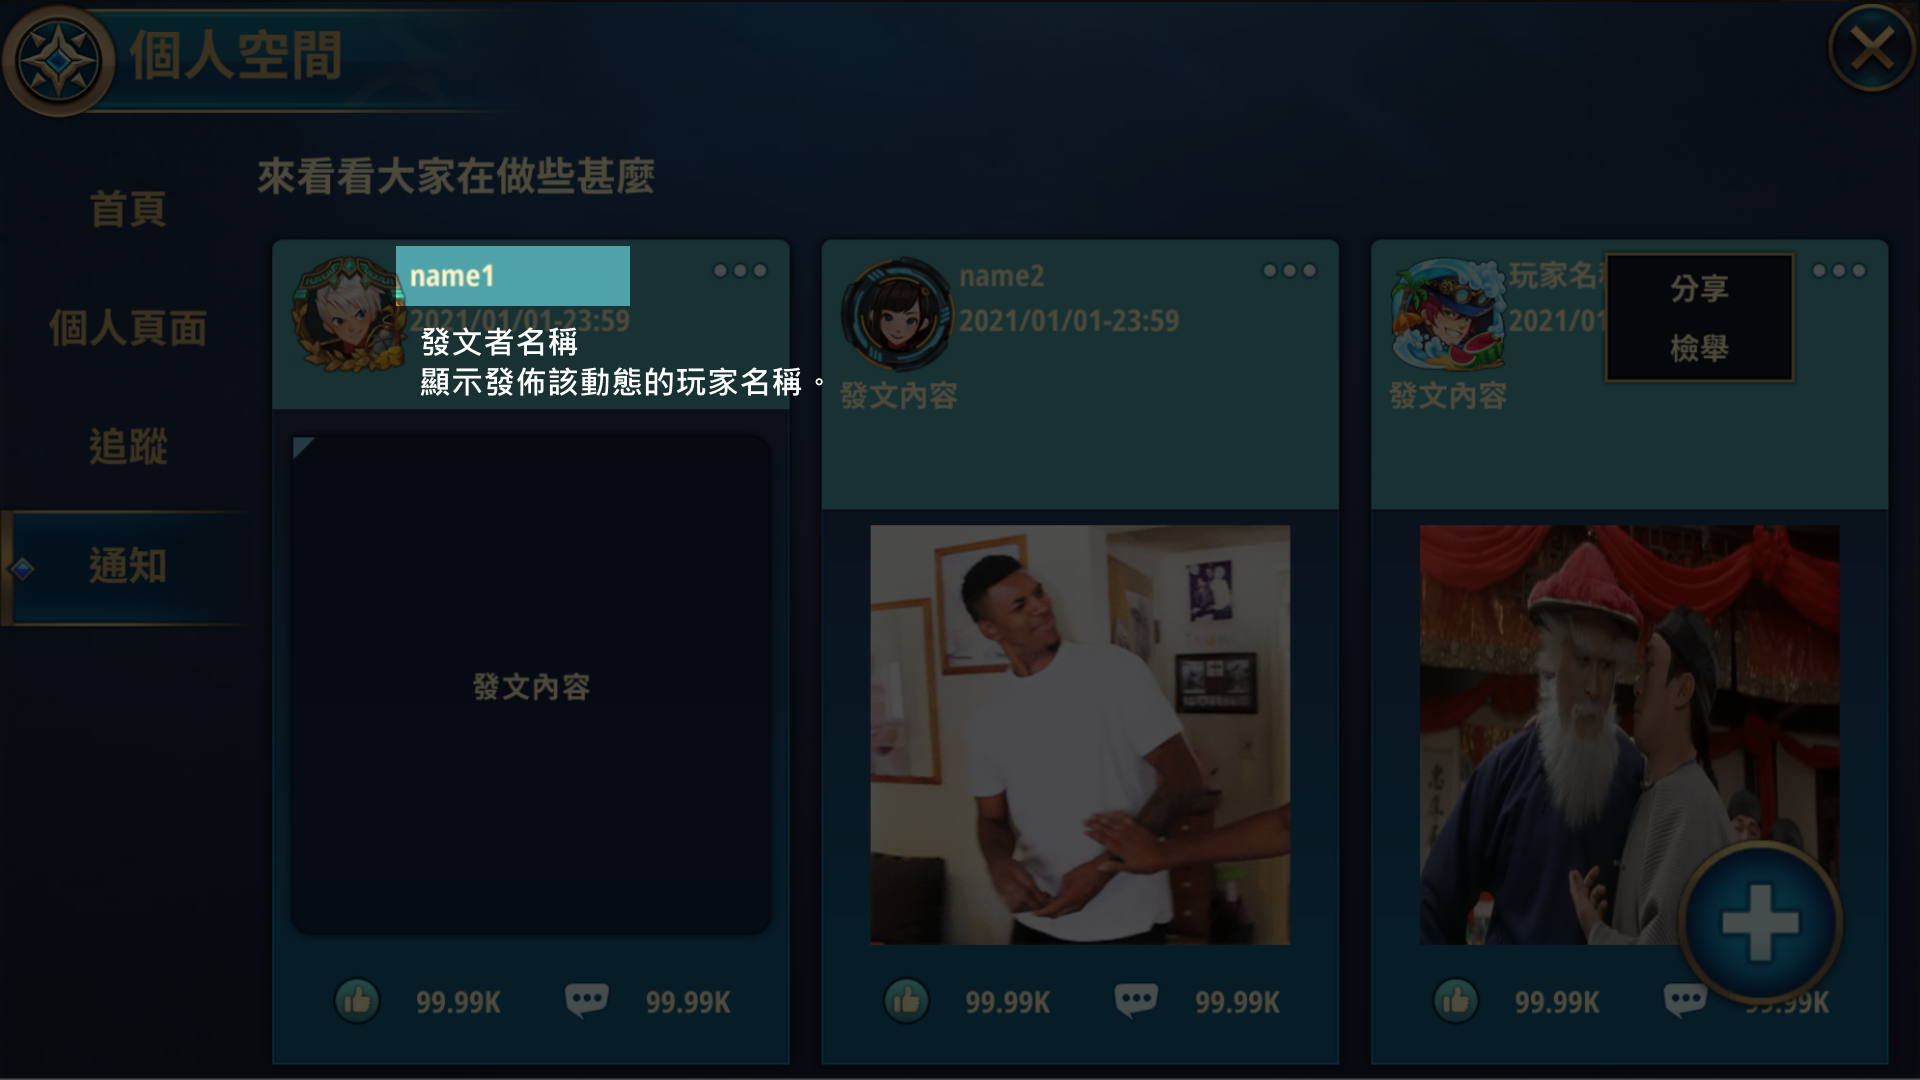 個人空間
來看看大家在做些甚麼
首頁
個人頁面
追蹤
通知
name1
2021/01/01-23:59
發文者名稱
顯示發佈該動態的玩家名稱。
發文內容
99.99K
99.99K
name2
2021/01/01-23:59
發文內容
99.99K
99.99K
玩家名
2021/01
分享
檢舉
發文內容
99.99K
99.99K